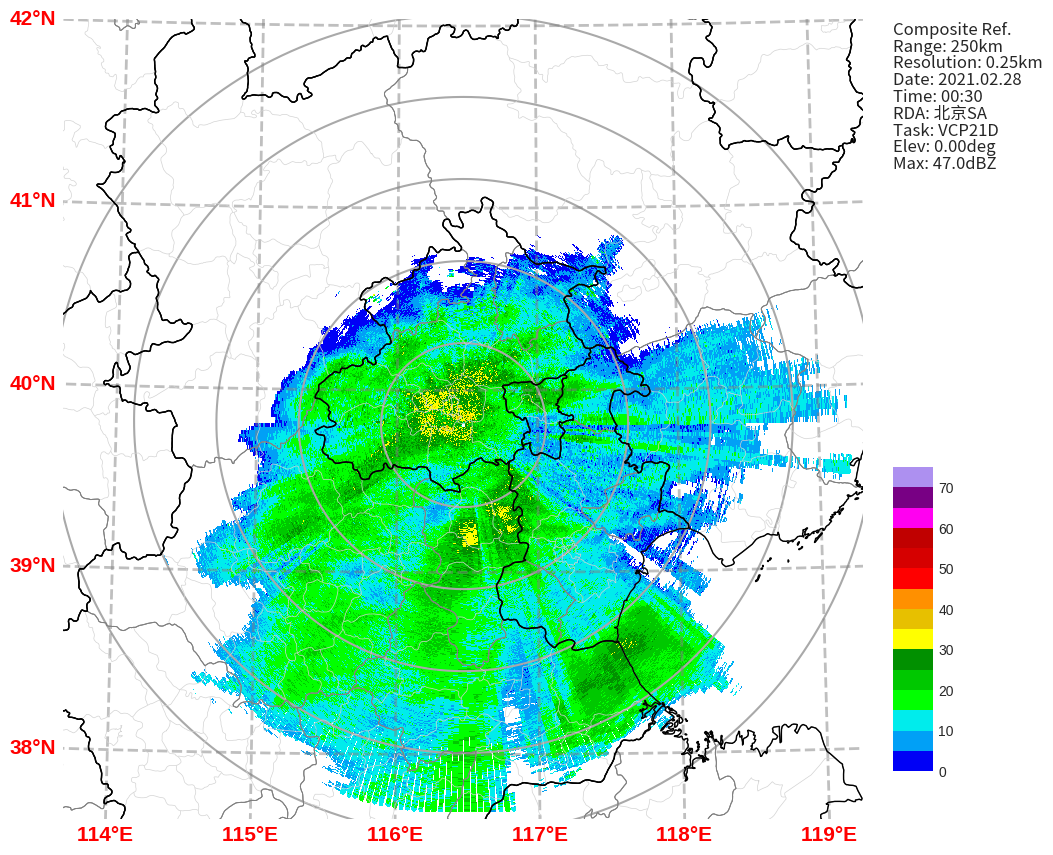 42°N
41°N
40°N
39°N
38°N
114°E
115°E
116°E
117°E
118°E
119°E
Composite Ref.
Range: 250km
Resolution: 0.25km
Date: 2021.02.28
Time: 00:30
RDA: 北京SA
Task: VCP21D
Elev: 0.00deg
Max: 47.0dBZ
70
60
50
40
30
20
10
0